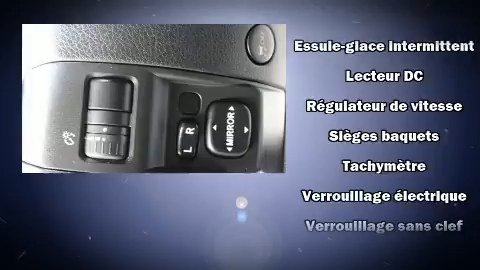 Essuie-glace intermittent
Lecteur DC
Régulateur de vitesse
Sièges baquets
Tachymètre
Verrouillage électrique
Verrouillage sans clef
MIRROR
L R